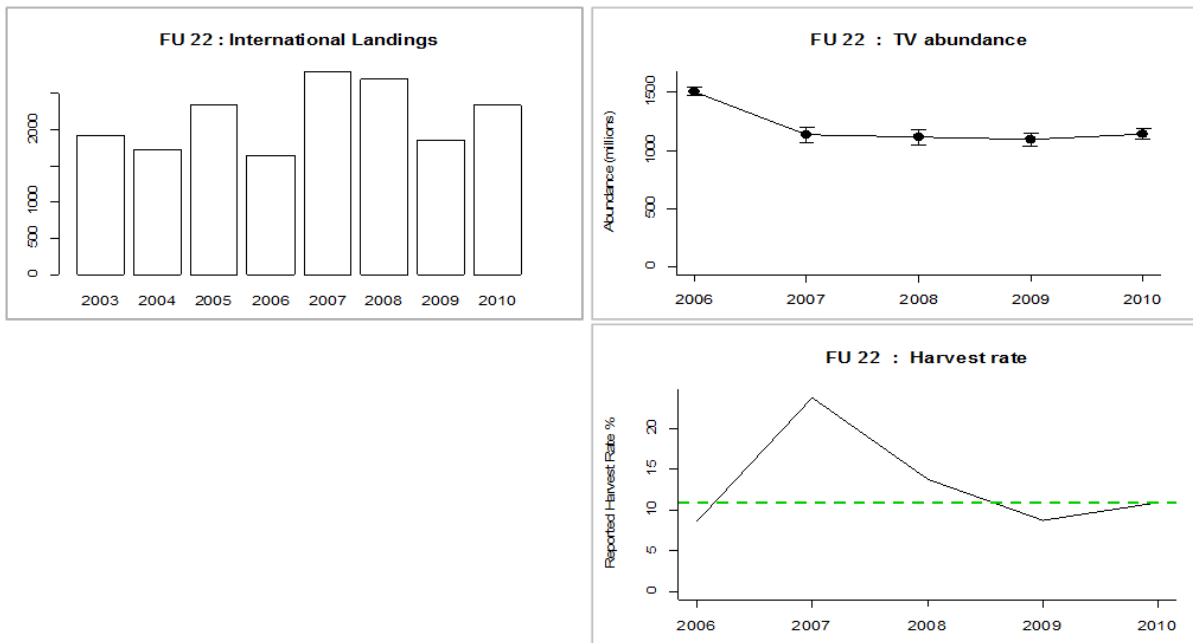 FU 22 : International Landings
2000
1000
500
0
2003 2004 2005 2006 2007 2008 2009 2010
FU 22 : TV abundance
Abundance (millions)
1500
1000
500
0
2006 2007 2008 2009 2010
FU 22 : Harvest rate
Reported Harvest Rate %
20
15
10
5
0
2006 2007 2008 2009 2010